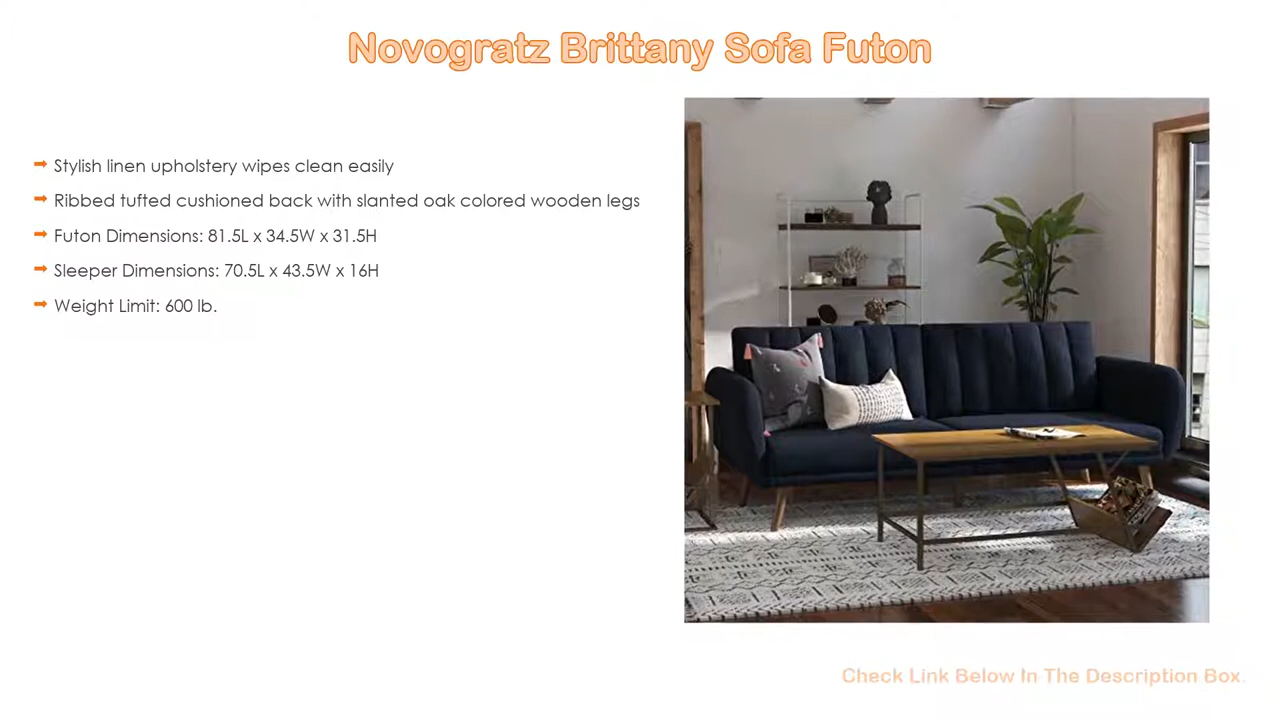 Novogratz Brittany Sofa Futon
Stylish linen upholstery wipes clean easily
Ribbed tufted cushioned back with slanted oak colored wooden legs
Futon Dimensions: 81.5L x 34.5W x 31.5H
Sleeper Dimensions: 70.5L x 43.5W x 16H
Weight Limit: 600 lb.
Check Link Below In The Description Box.